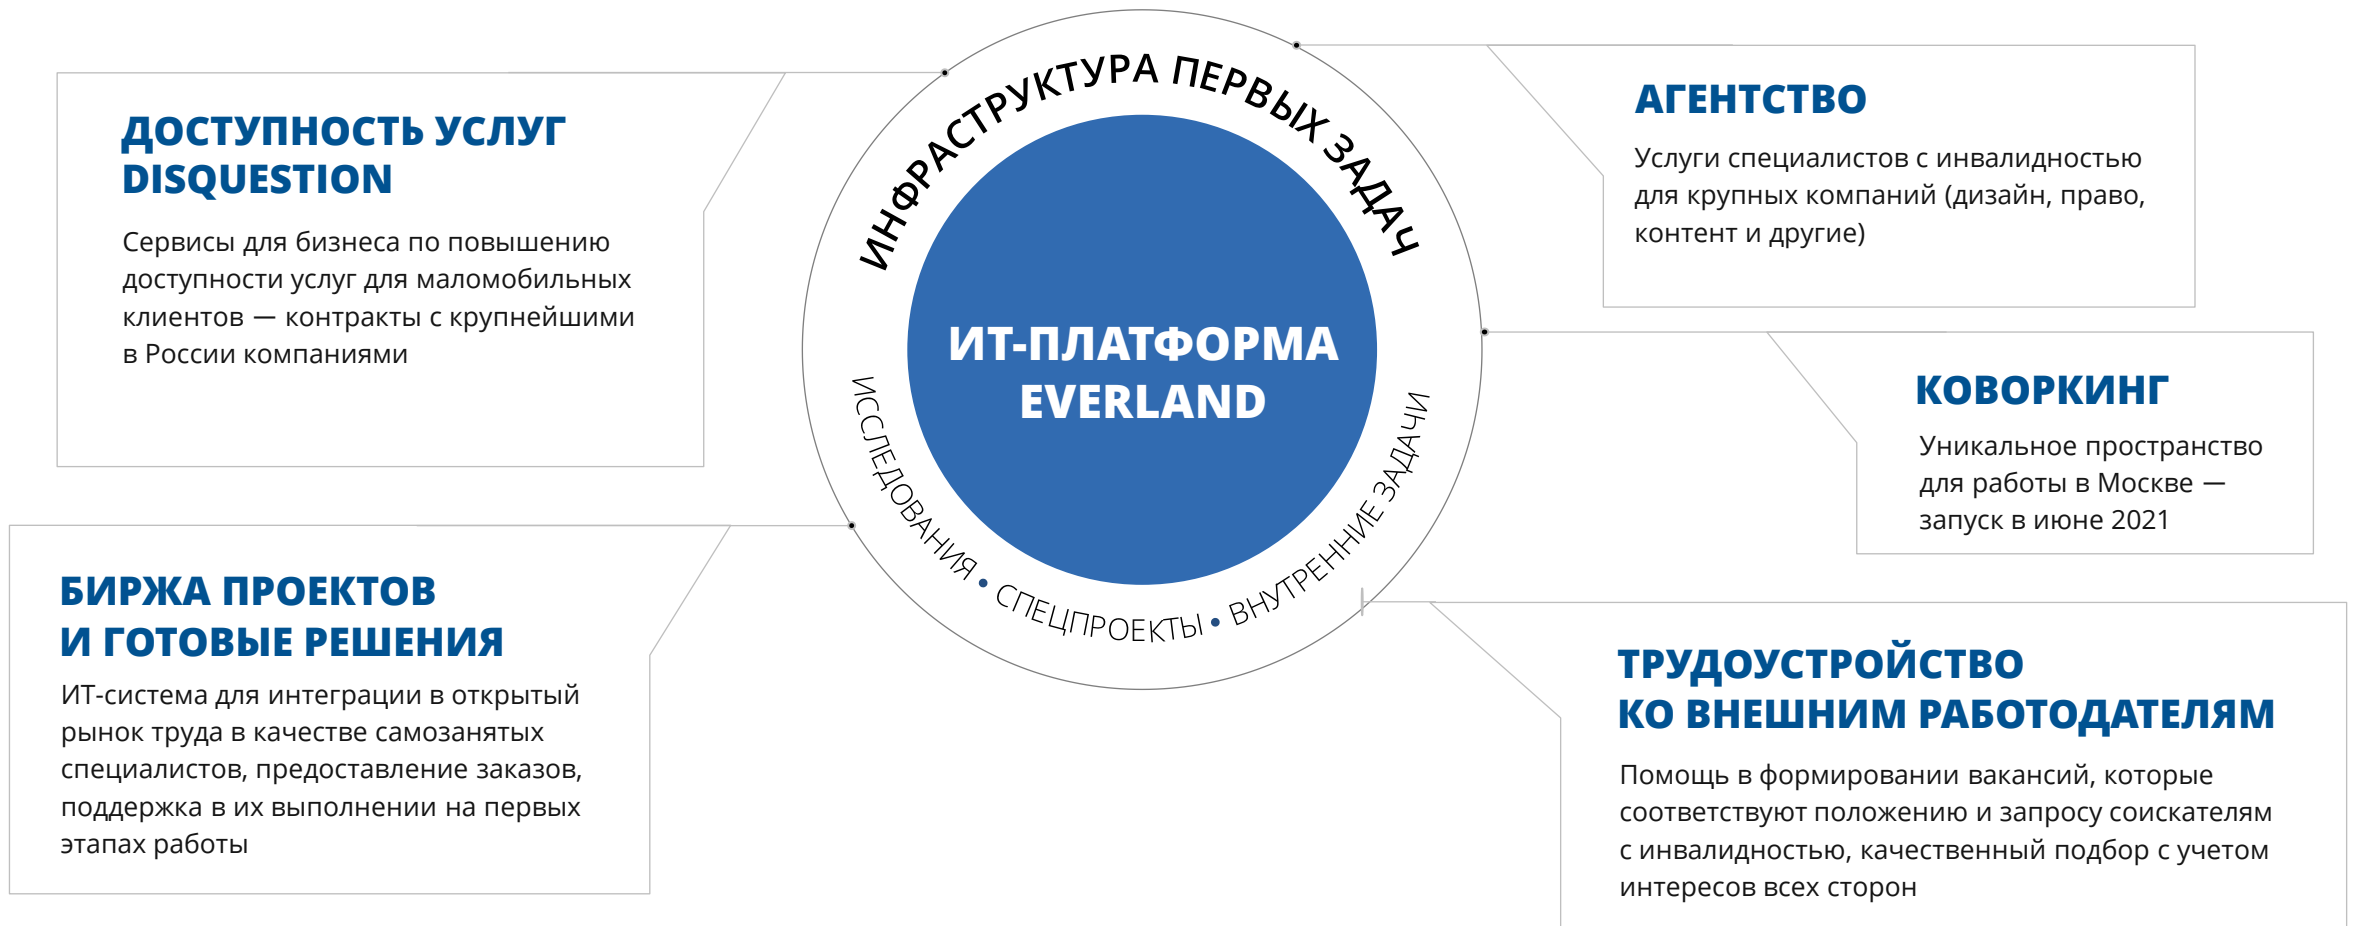 ДОСТУПНОСТЬ УСЛУГ
DISQUESTION
Сервисы для бизнеса по повышению
доступности услуг для маломобильных
клиентов — контракты с крупнейшими
в России компаниями
БИРЖА ПРОЕКТОВ
И ГОТОВЫЕ РЕШЕНИЯ
ИТ-система для интеграции в открытый
рынок труда в качестве самозанятых
специалистов, предоставление заказов,
поддержка в их выполнении на первых
этапах работы
ИНФРАСТРУКТУРА ПЕРВЫХ ЗАДАЧ
ИТ-ПЛАТФОРМА
EVERLAND
ИССЛЕДОВАНИЯ • СПЕЦПРОЕКТЫ • ВНУТРЕННИЕ ЗАДАЧИ
АГЕНТСТВО
Услуги специалистов с инвалидностью
для крупных компаний (дизайн, право,
контент и другие)
КОВОРКИНГ
Уникальное пространство
для работы в Москве —
запуск в июне 2021
ТРУДОУСТРОЙСТВО
КО ВНЕШНИМ РАБОТОДАТЕЛЯМ
Помощь в формировании вакансий, которые
соответствуют положению и запросу соискателям
с инвалидностью, качественный подбор с учетом
интересов всех сторон